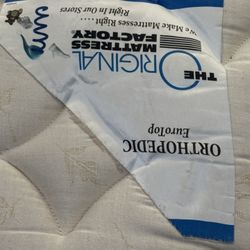 THE
ORIGINAL
MATTRESS
FACTORY
We Make Mattresses Right ....
Right In Our Stores
ORTHOPEDIC
EuroTop